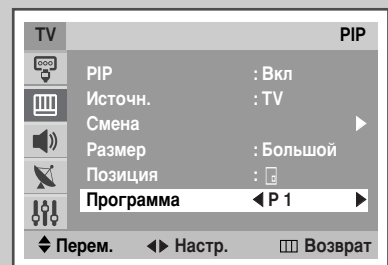 TV PIP
PIP : Вкл
Источн. : TV
Смена
Размер : Большой
Позиция :
Программа P 1
Перем. Настр. Возврат